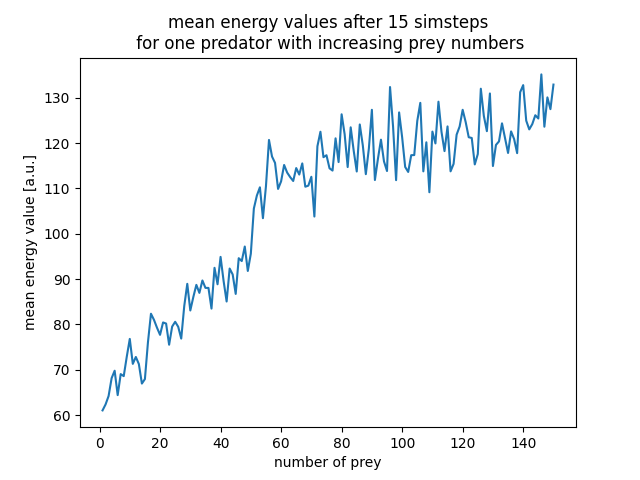 mean energy values after 15 simsteps
for one predator with increasing prey numbers
mean energy value [a.u.]
130
120
110
100
90
80
70
60
0 20 40 60 80 100 120 140
number of prey